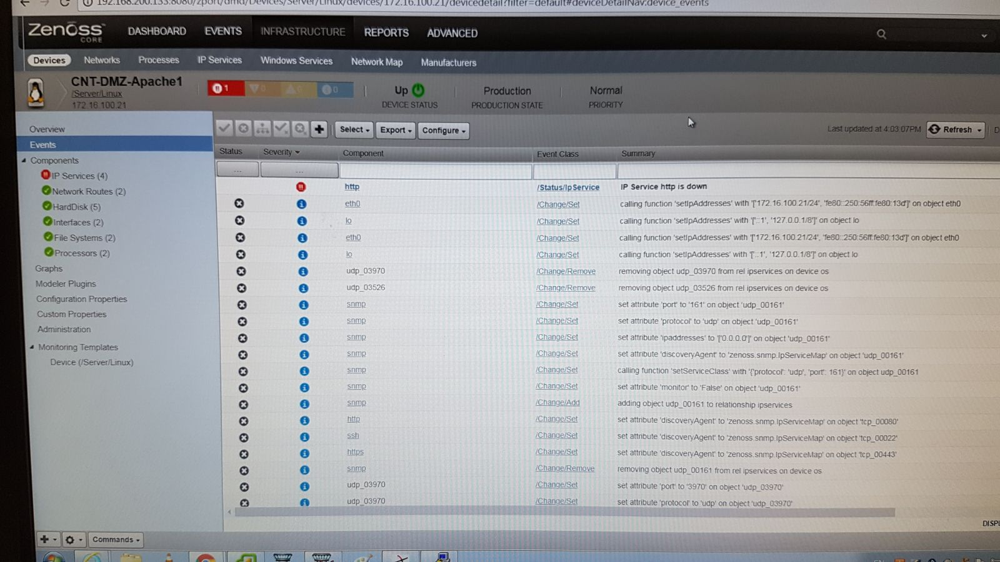 192.168.200.133:8080/zport/dmd/Devices/Server/Linux/devices/172.16.100.21/devicedetail?filter=default#deviceDetailNav:device_events
Zenoss CORE DASHBOARD EVENTS INFRASTRUCTURE REPORTS ADVANCED
Devices Networks Processes IP Services Windows Services Network Map Manufacturers
CNT-DMZ-Apache1
/Server/Linux
172.16.100.21
1 0 0 0
Up
DEVICE STATUS
Production
PRODUCTION STATE
Normal
PRIORITY
Overview
Events
Components
IP Services (4)
Network Routes (2)
HardDisk (5)
Interfaces (2)
File Systems (2)
Processors (2)
Graphs
Modeler Plugins
Configuration Properties
Custom Properties
Administration
Monitoring Templates
Device (/Server/Linux)
Select Export Configure Last updated at 4:03:07PM Refresh D
Status Severity Component Event Class Summary
... ...
http /Status/IpService IP Service http is down
eth0 /Change/Set calling function 'setIpAddresses' with '['172.16.100.21/24', 'fe80::250:56ff:fe80:13d']' on object eth0
lo /Change/Set calling function 'setIpAddresses' with '['::1', '127.0.0.1/8']' on object lo
eth0 /Change/Set calling function 'setIpAddresses' with '['172.16.100.21/24', 'fe80::250:56ff:fe80:13d']' on object eth0
lo /Change/Set calling function 'setIpAddresses' with '['::1', '127.0.0.1/8']' on object lo
udp_03970 /Change/Remove removing object udp_03970 from rel ipservices on device os
udp_03526 /Change/Remove removing object udp_03526 from rel ipservices on device os
snmp /Change/Set set attribute 'port' to '161' on object 'udp_00161'
snmp /Change/Set set attribute 'protocol' to 'udp' on object 'udp_00161'
snmp /Change/Set set attribute 'ipaddresses' to '['0.0.0.0']' on object 'udp_00161'
snmp /Change/Set set attribute 'discoveryAgent' to 'zenoss.snmp.IpServiceMap' on object 'udp_00161'
snmp /Change/Set calling function 'setServiceClass' with '{'protocol': 'udp', 'port': 161}' on object udp_00161
snmp /Change/Set set attribute 'monitor' to 'False' on object 'udp_00161'
snmp /Change/Add adding object udp_00161 to relationship ipservices
http /Change/Set set attribute 'discoveryAgent' to 'zenoss.snmp.IpServiceMap' on object 'tcp_00080'
ssh /Change/Set set attribute 'discoveryAgent' to 'zenoss.snmp.IpServiceMap' on object 'tcp_00022'
https /Change/Set set attribute 'discoveryAgent' to 'zenoss.snmp.IpServiceMap' on object 'tcp_00443'
snmp /Change/Remove removing object udp_00161 from rel ipservices on device os
udp_03970 /Change/Set set attribute 'port' to '3970' on object 'udp_03970'
udp_03970 /Change/Set set attribute 'protocol' to 'udp' on object 'udp_03970'
DISPL
Commands
EN